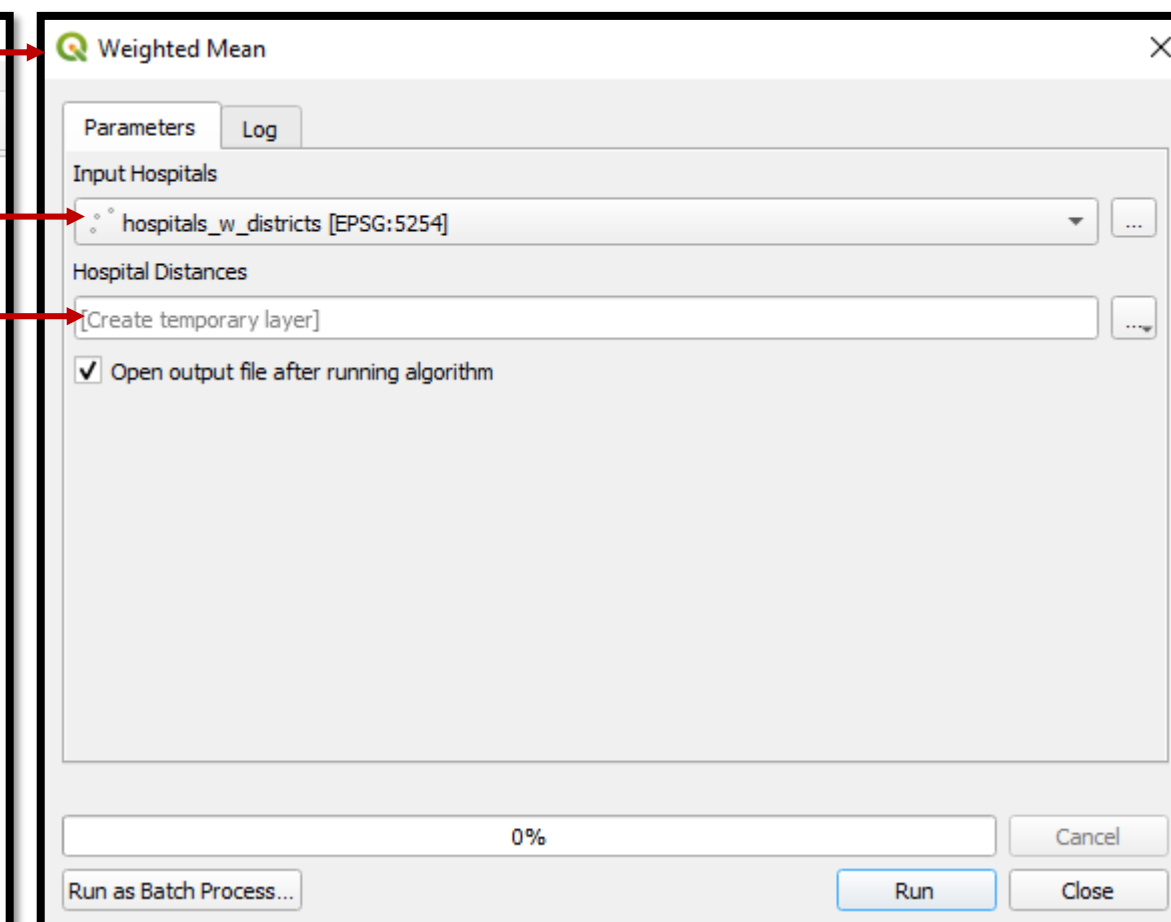 Weighted Mean
Parameters
Log
Input Hospitals
hospitals_w_districts [EPSG:5254]
...
Hospital Distances
[Create temporary layer]
...
Open output file after running algorithm
0%
Cancel
Run as Batch Process...
Run
Close